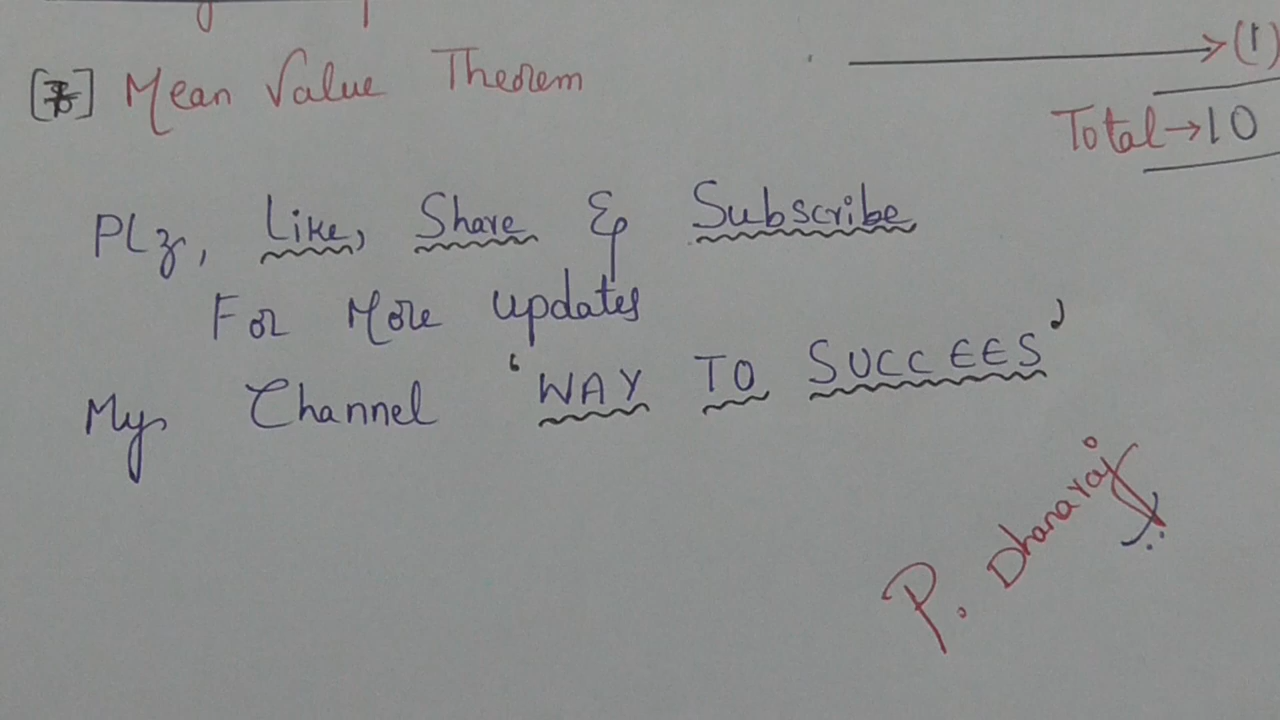 Mean Value Theorem → (1)
Total → 10
Plz, Like, Share & Subscribe
For More updates
My Channel ‘WAY TO SUCCEES’
P. Dhanaraj